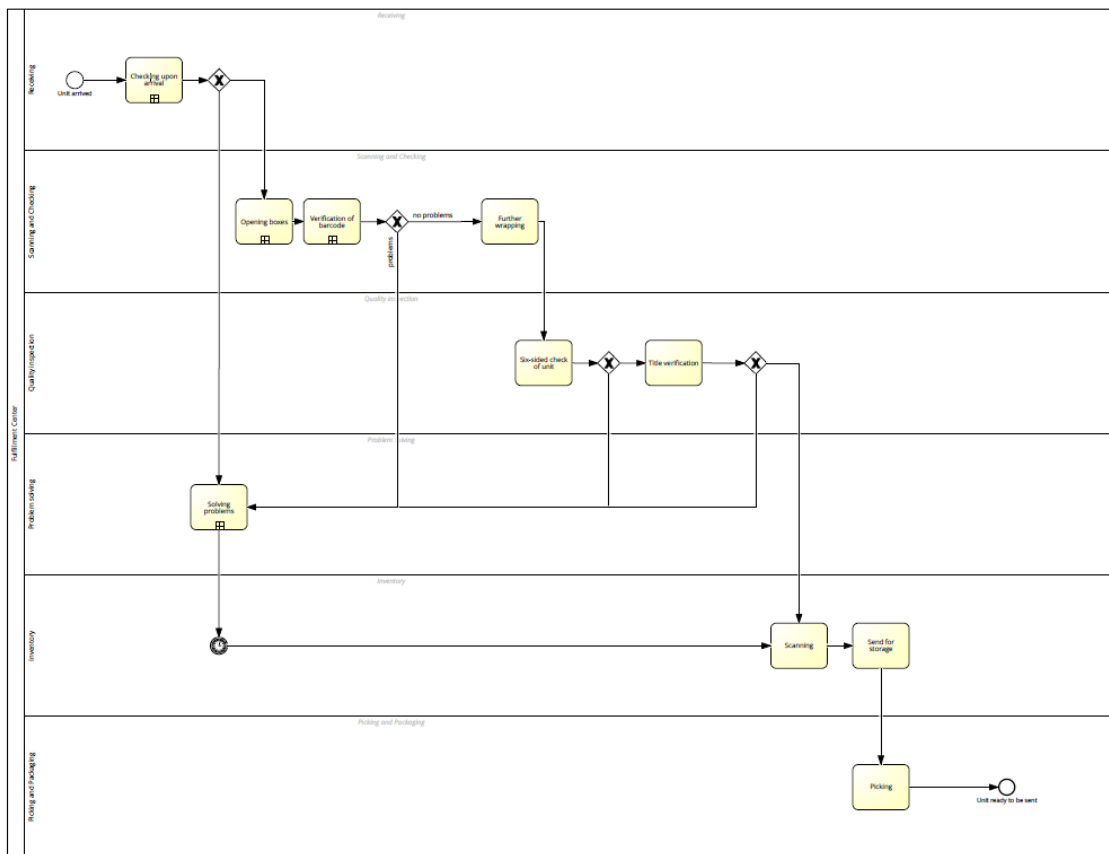 Receiving
Receiving
Checking upon
arrival
Unit arrived
Scanning and Checking
Scanning and Checking
Opening boxes
Verification of
barcode
no problems
problems
Further
wrapping
Quality inspection
Quality inspection
Six-sided check
of unit
Title verification
Fulfillment Center
Problem solving
Problem solving
Solving
problems
Inventory
Inventory
Scanning
Send for
storage
Picking and Packaging
Picking and Packaging
Picking
Unit ready to be sent